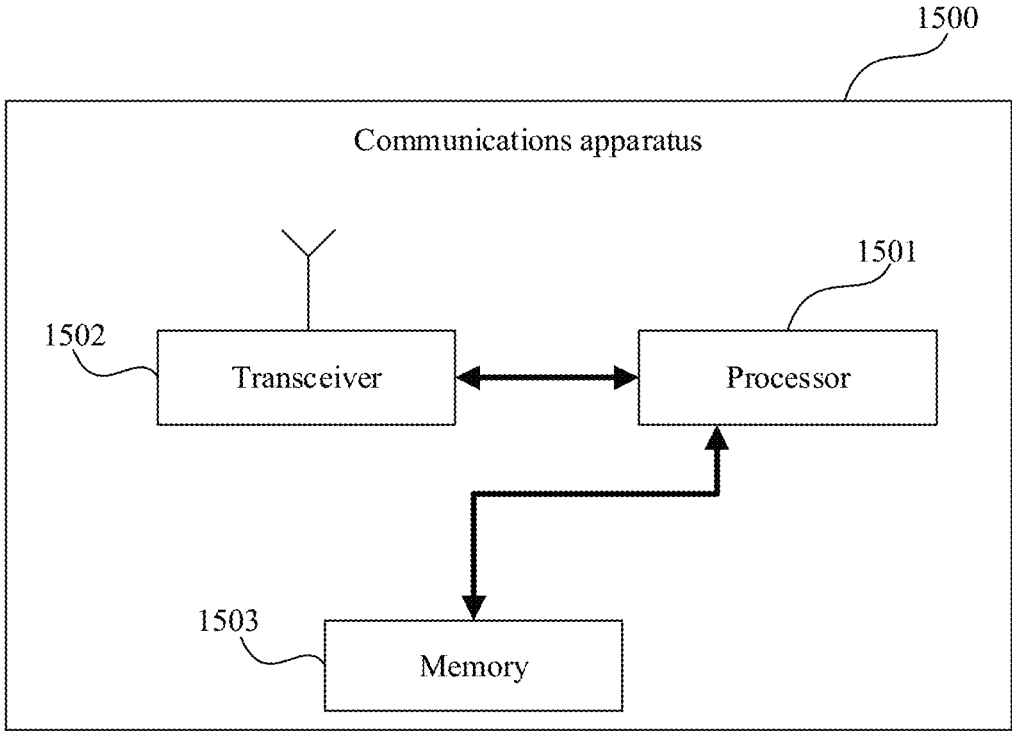 1500
Communications apparatus
1501
1502
Transceiver
Processor
1503
Memory